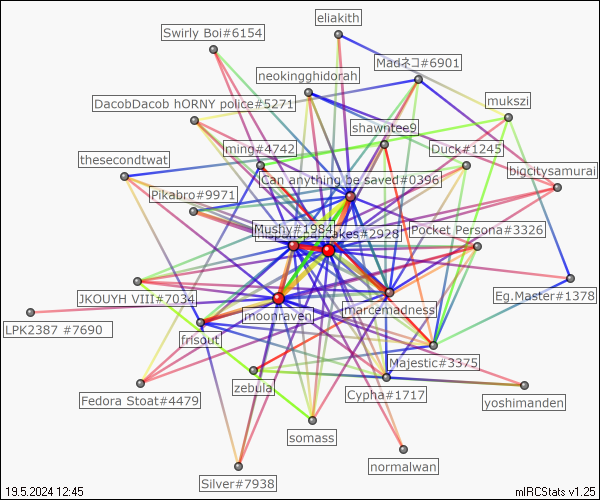 eliakith
Swirly Boi#6154
Madネコ#6901
neokingghidorah
mukszi
DacobDacob hORNY police#5271
shawntee9
mind#4742
Duck#1245
thesecondtwat
bigcitysamurai
Can anything be saved#0396
Pikabro#9971
Mushy#1984
cakes#2928
Pocket Persona#3326
JKOUYH VIII#7034
Eg.Master#1378
moonraven
marcemadness
LPK2387 #7690
frisout
Majestic#3375
zebula
Cypha#1717
Fedora Stoat#4479
yoshimanden
somass
normalwan
Silver#7938
19.5.2024 12:45
mIRCStats v1.25